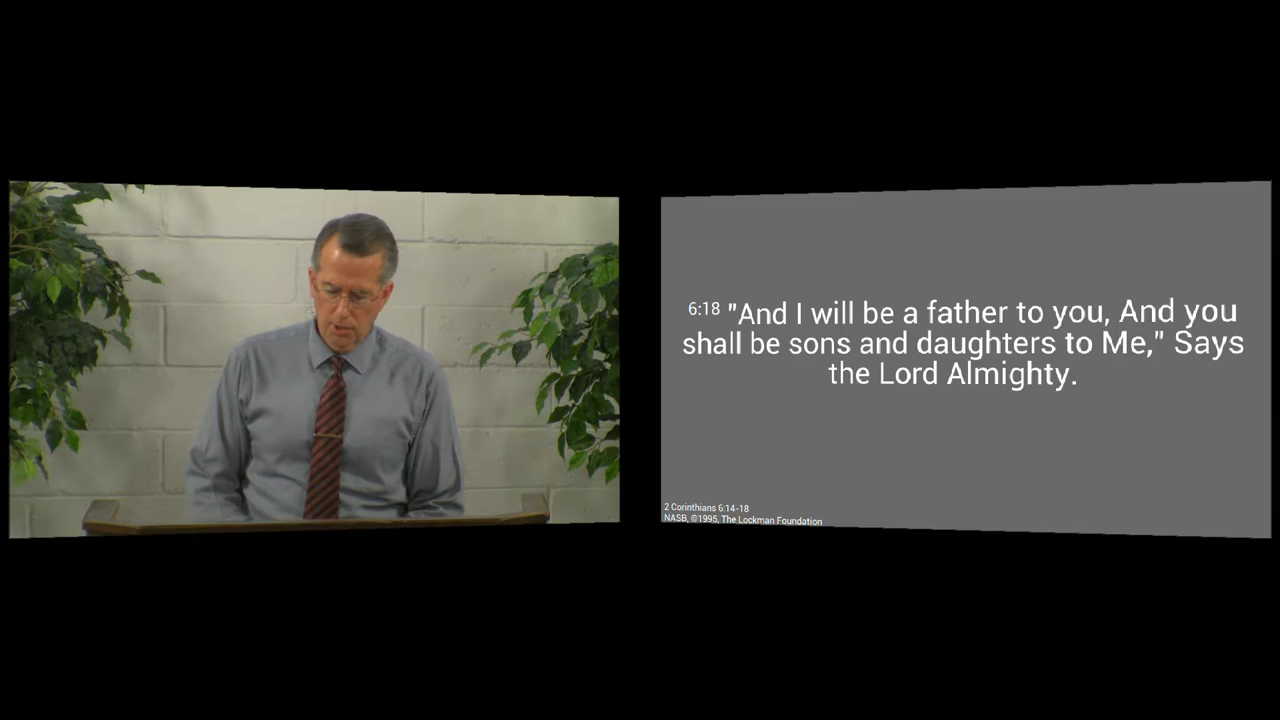 6:18 "And I will be a father to you, And you
shall be sons and daughters to Me," Says
the Lord Almighty.
2 Corinthians 6:14-18
NASB, ©1995, The Lockman Foundation